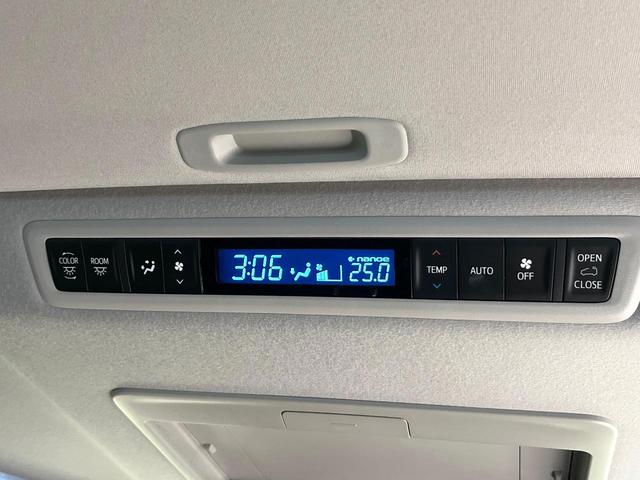 COLOR
ROOM
3:06
nanoe
25.0
TEMP
AUTO
OFF
OPEN
CLOSE